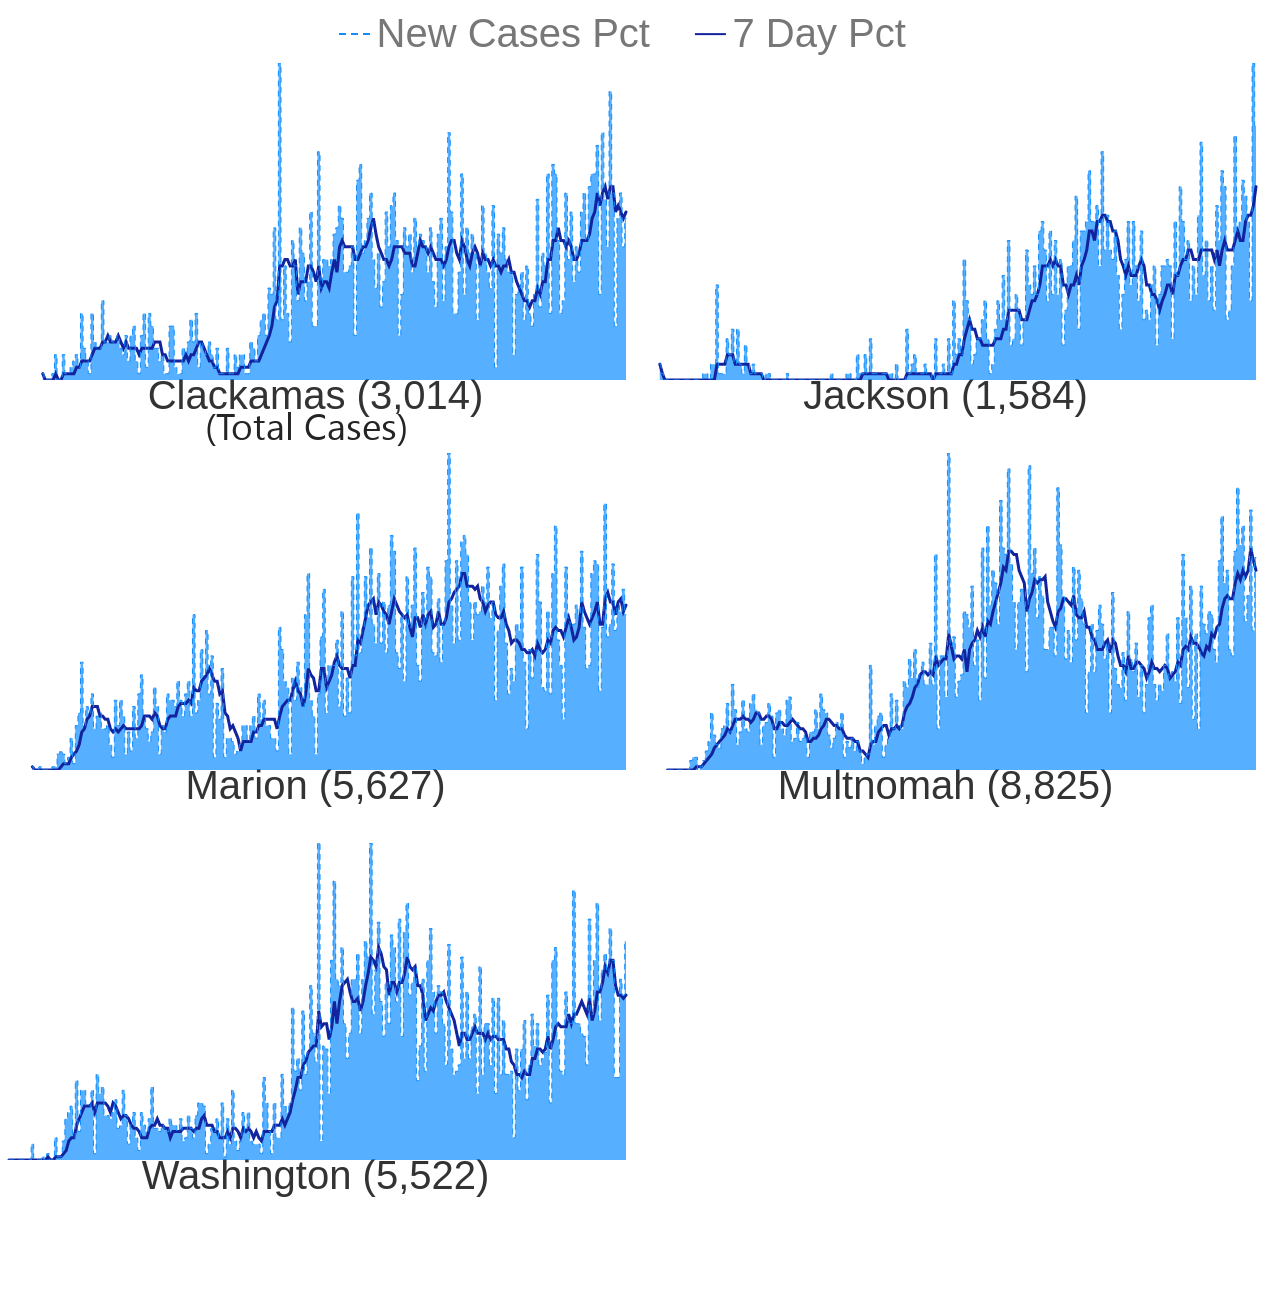 New Cases Pct 7 Day Pct
Clackamas (3,014) Jackson (1,584)
(Total Cases)
Marion (5,627) Multnomah (8,825)
Washington (5,522)